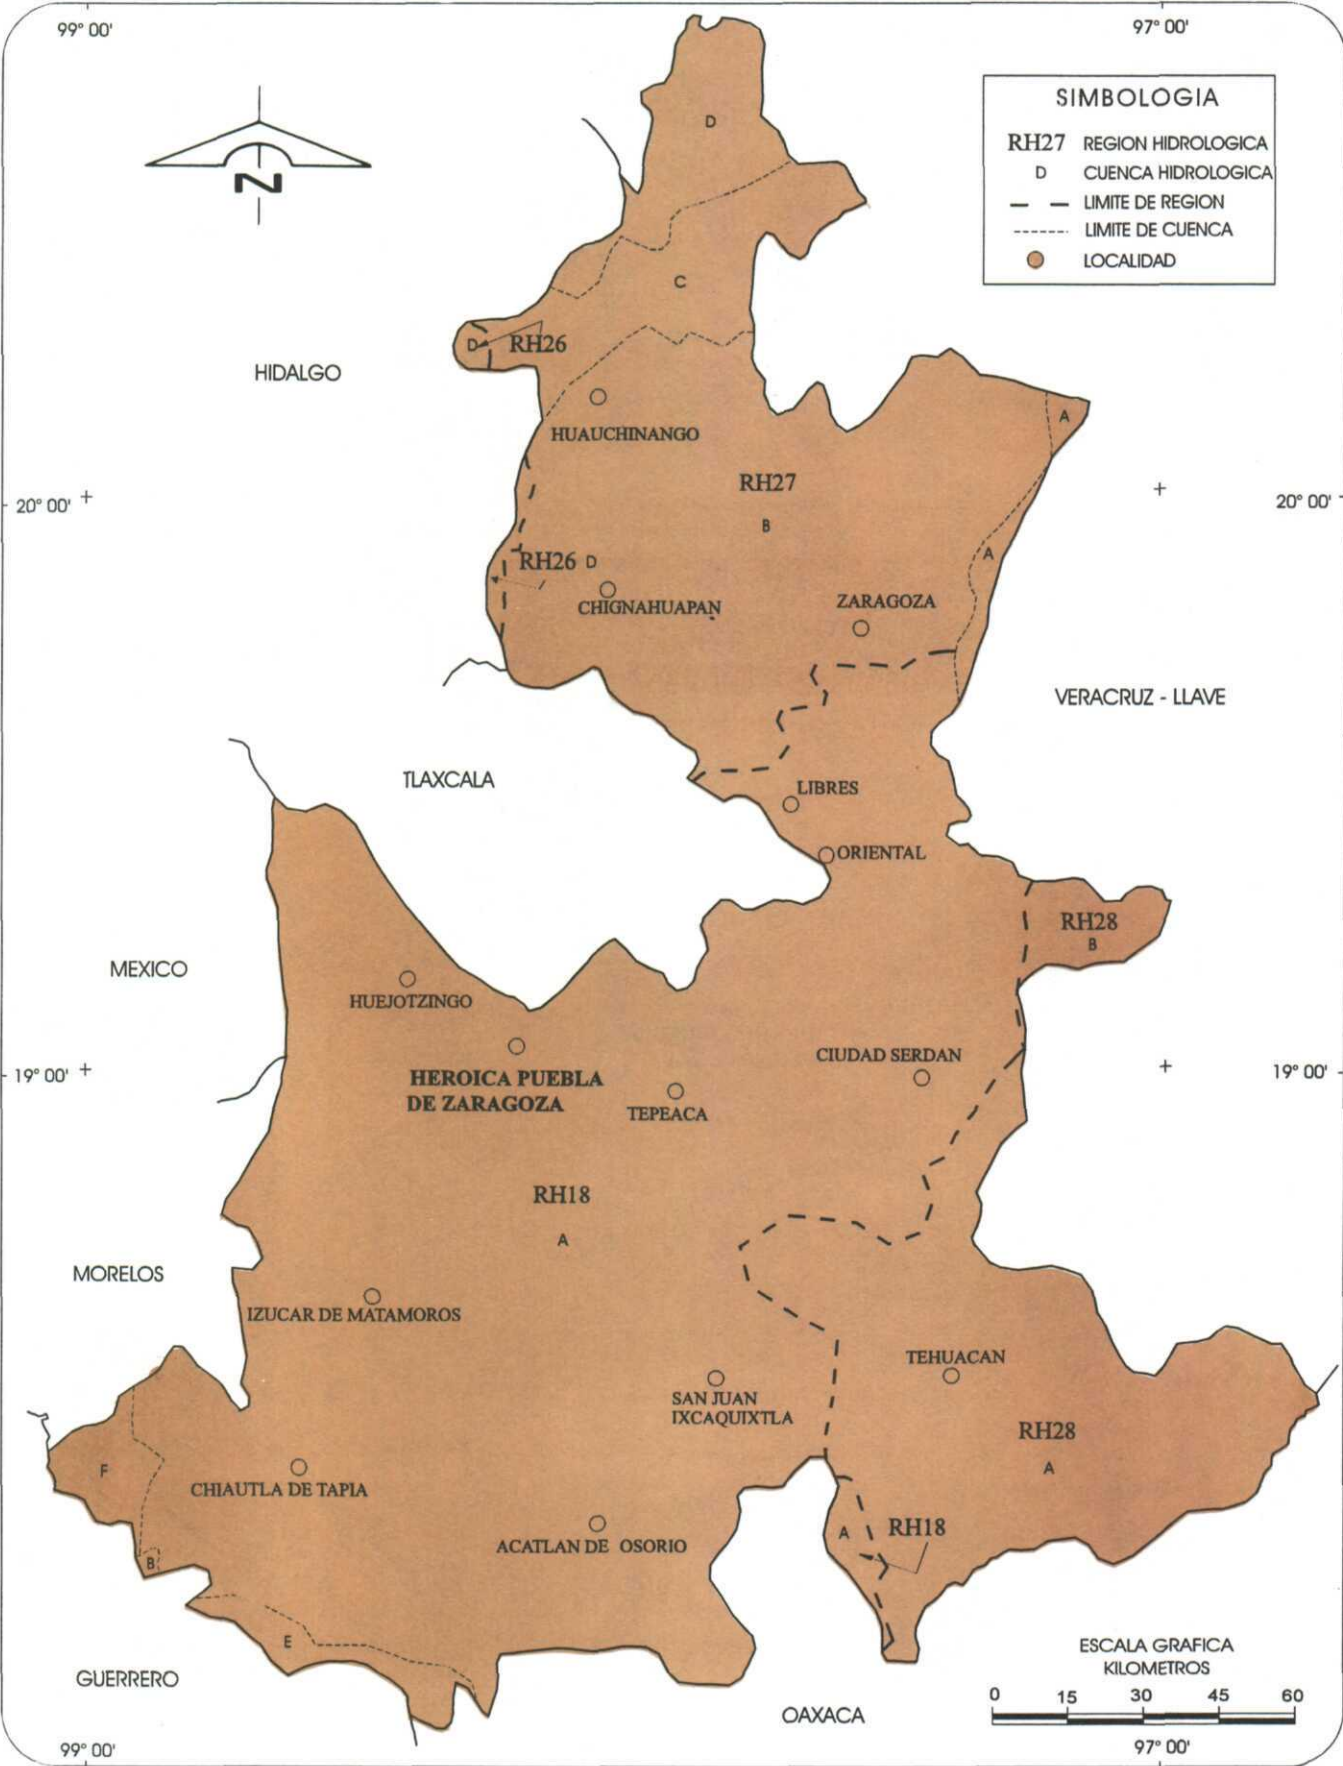 99° 00'
97° 00'
SIMBOLOGIA
RH27 REGION HIDROLOGICA
D CUENCA HIDROLOGICA
LIMITE DE REGION
LIMITE DE CUENCA
LOCALIDAD
N
D
C
D
RH26
HIDALGO
HUAUCHINANGO
A
RH27
B
20° 00'
20° 00'
A
RH26 D
CHIGNAHUAPAN
ZARAGOZA
VERACRUZ - LLAVE
TLAXCALA
LIBRES
ORIENTAL
RH28
B
MEXICO
HUEJOTZINGO
CIUDAD SERDAN
19° 00'
19° 00'
HEROICA PUEBLA
DE ZARAGOZA
TEPEACA
RH18
A
MORELOS
IZUCAR DE MATAMOROS
TEHUACAN
SAN JUAN
IXCAQUIXTLA
RH28
A
F
CHIAUTLA DE TAPIA
A
RH18
ACATLAN DE OSORIO
B
E
GUERRERO
OAXACA
ESCALA GRAFICA
KILOMETROS
0 15 30 45 60
99° 00'
97° 00'